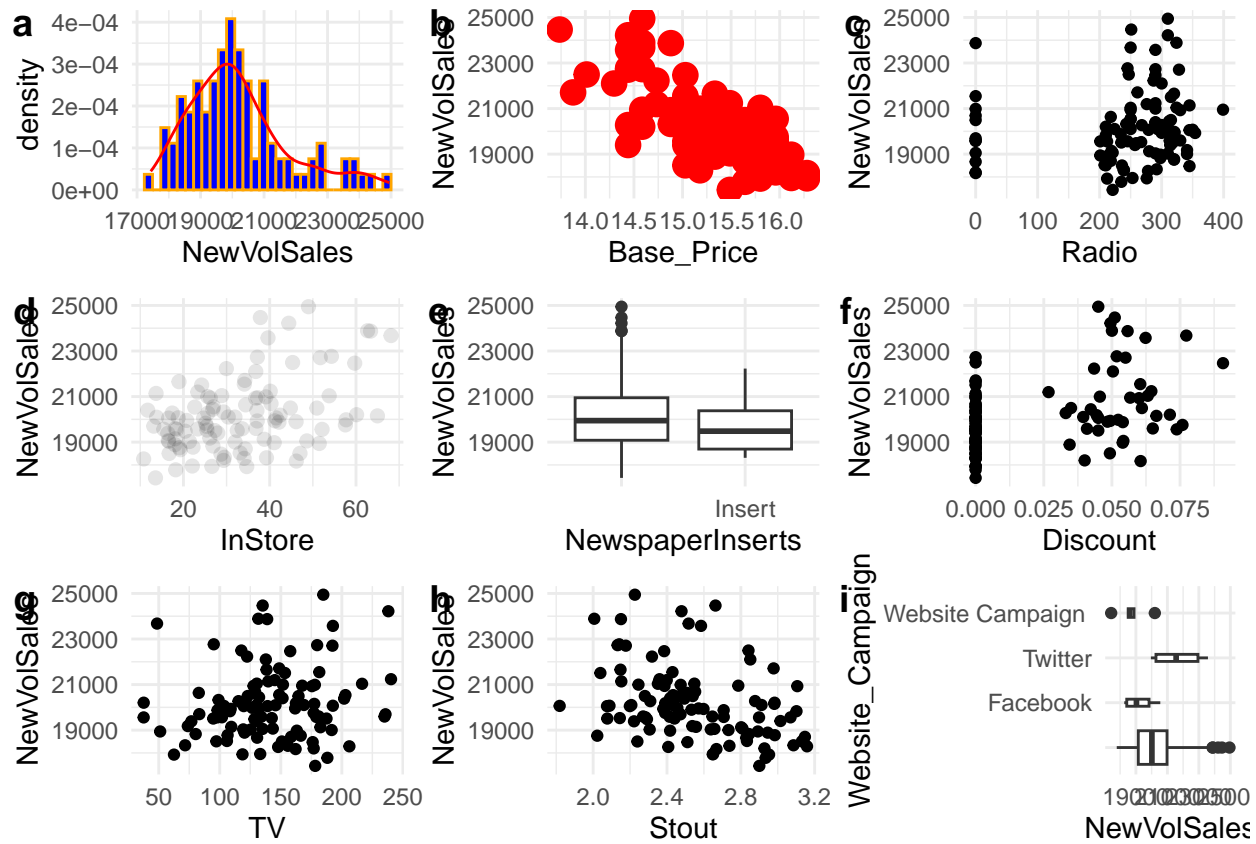 a
density
4e−04
3e−04
2e−04
1e−04
0e+00
17000 19000 21000 23000 25000
NewVolSales
b
NewVolSales
25000
23000
21000
19000
14.0 14.5 15.0 15.5 16.0
Base_Price
c
NewVolSales
25000
23000
21000
19000
0 100 200 300 400
Radio
d
NewVolSales
25000
23000
21000
19000
20 40 60
InStore
e
NewVolSales
25000
23000
21000
19000
Insert
NewspaperInserts
f
NewVolSales
25000
23000
21000
19000
0.000 0.025 0.050 0.075
Discount
g
NewVolSales
25000
23000
21000
19000
50 100 150 200 250
TV
h
NewVolSales
25000
23000
21000
19000
2.0 2.4 2.8 3.2
Stout
i
Website_Campaign
Website Campaign
Twitter
Facebook
19000 21000 23000 25000
NewVolSales